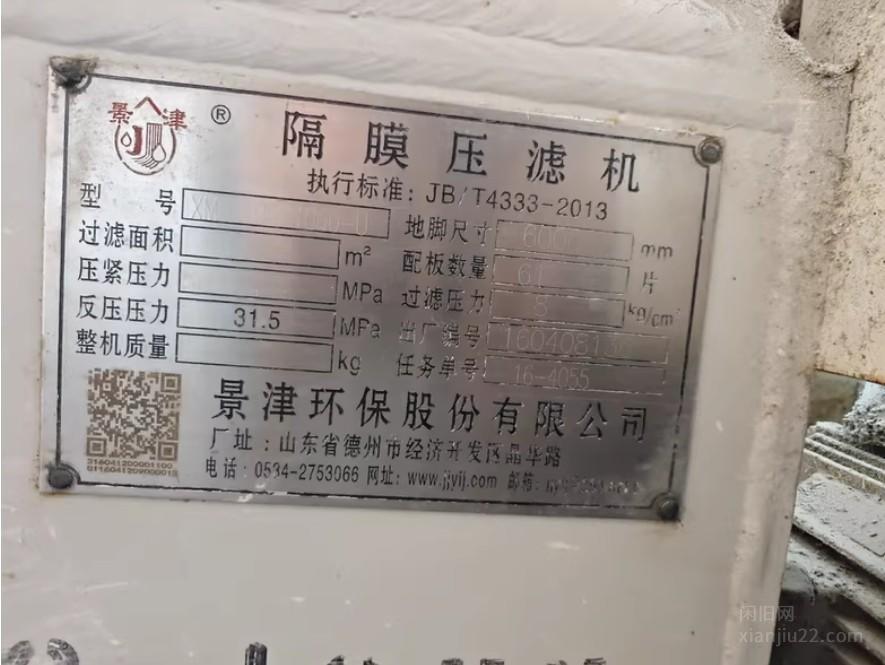 景津 ®
隔膜压滤机
执行标准: JB/T4333-2013
型号 地脚尺寸 mm
过滤面积 m² 配板数量 61 片
压紧压力 MPa 过滤压力 8 kg/cm²
反压压力 31.5 MPa 出厂编号
整机质量 kg 任务单号 16-4055
景津环保股份有限公司
厂址: 山东省德州市经济开发区晶华路
电话: 0534-2753066 网址: www.jjylj.com 邮箱:
闲旧网
xianjiu22.com